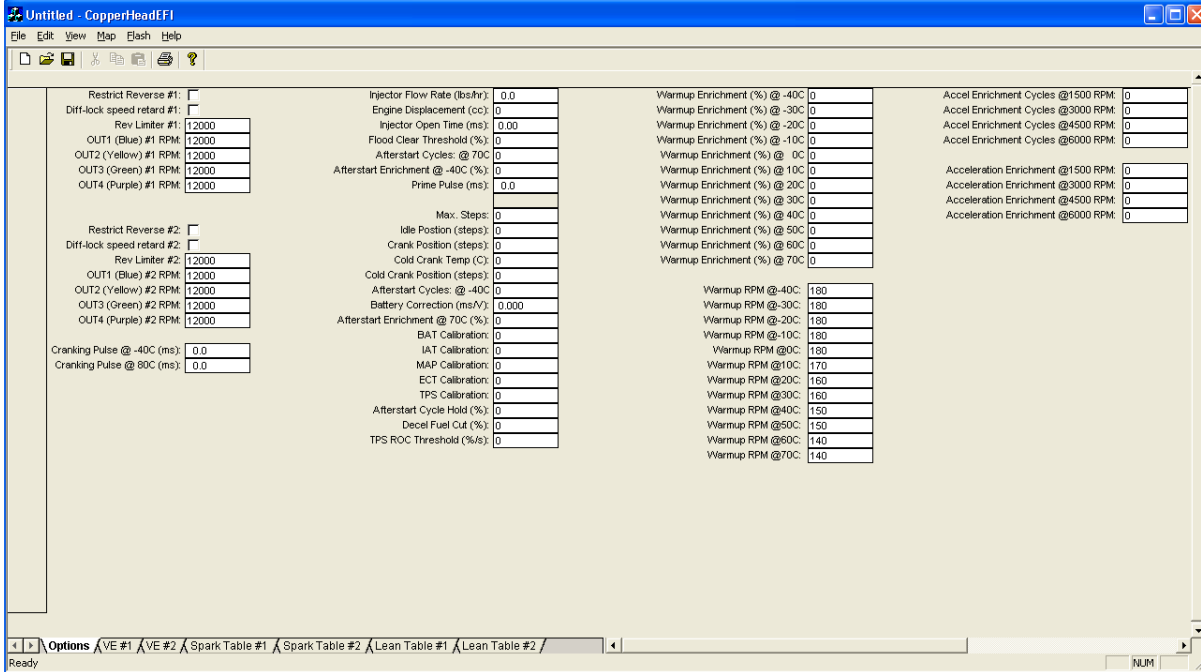 Untitled - CopperHeadEFI
File Edit View Map Flash Help
Restrict Reverse #1:
Diff-lock speed retard #1:
Rev Limiter #1: 12000
OUT1 (Blue) #1 RPM: 12000
OUT2 (Yellow) #1 RPM: 12000
OUT3 (Green) #1 RPM: 12000
OUT4 (Purple) #1 RPM: 12000
Restrict Reverse #2:
Diff-lock speed retard #2:
Rev Limiter #2: 12000
OUT1 (Blue) #2 RPM: 12000
OUT2 (Yellow) #2 RPM: 12000
OUT3 (Green) #2 RPM: 12000
OUT4 (Purple) #2 RPM: 12000
Cranking Pulse @ -40C (ms): 0.0
Cranking Pulse @ 80C (ms): 0.0
Injector Flow Rate (lbs/hr): 0.0
Engine Displacement (cc): 0
Injector Open Time (ms): 0.00
Flood Clear Threshold (%): 0
Afterstart Cycles: @ 70C 0
Afterstart Enrichment @ -40C (%): 0
Prime Pulse (ms): 0.0
Max. Steps: 0
Idle Postion (steps): 0
Crank Position (steps): 0
Cold Crank Temp (C): 0
Cold Crank Position (steps): 0
Afterstart Cycles: @ -40C 0
Battery Correction (ms/V): 0.000
Afterstart Enrichment @ 70C (%): 0
BAT Calibration: 0
IAT Calibration: 0
MAP Calibration: 0
ECT Calibration: 0
TPS Calibration: 0
Afterstart Cycle Hold (%): 0
Decel Fuel Cut (%): 0
TPS ROC Threshold (%/s): 0
Warmup Enrichment (%) @ -40C 0
Warmup Enrichment (%) @ -30C 0
Warmup Enrichment (%) @ -20C 0
Warmup Enrichment (%) @ -10C 0
Warmup Enrichment (%) @ 0C 0
Warmup Enrichment (%) @ 10C 0
Warmup Enrichment (%) @ 20C 0
Warmup Enrichment (%) @ 30C 0
Warmup Enrichment (%) @ 40C 0
Warmup Enrichment (%) @ 50C 0
Warmup Enrichment (%) @ 60C 0
Warmup Enrichment (%) @ 70C 0
Warmup RPM @-40C: 180
Warmup RPM @-30C: 180
Warmup RPM @-20C: 180
Warmup RPM @-10C: 180
Warmup RPM @0C: 180
Warmup RPM @10C: 170
Warmup RPM @20C: 160
Warmup RPM @30C: 160
Warmup RPM @40C: 150
Warmup RPM @50C: 150
Warmup RPM @60C: 140
Warmup RPM @70C: 140
Accel Enrichment Cycles @1500 RPM: 0
Accel Enrichment Cycles @3000 RPM: 0
Accel Enrichment Cycles @4500 RPM: 0
Accel Enrichment Cycles @6000 RPM: 0
Acceleration Enrichment @1500 RPM: 0
Acceleration Enrichment @3000 RPM: 0
Acceleration Enrichment @4500 RPM: 0
Acceleration Enrichment @6000 RPM: 0
Options VE #1 VE #2 Spark Table #1 Spark Table #2 Lean Table #1 Lean Table #2
Ready NUM